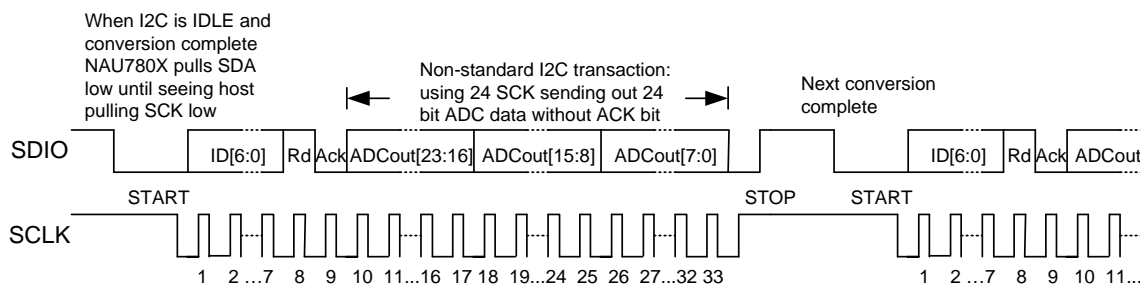 When I2C is IDLE and
conversion complete
NAU780X pulls SDA
low until seeing host
pulling SCK low
Non-standard I2C transaction:
using 24 SCK sending out 24
bit ADC data without ACK bit
Next conversion
complete
SDIO
ID[6:0] Rd Ack ADCout[23:16] ADCout[15:8] ADCout[7:0] ID[6:0] Rd Ack ADCout
START STOP START
SCLK
1 2 ...7 8 9 10 11...16 17 18 19...24 25 26 27...32 33 1 2 ...7 8 9 10 11...